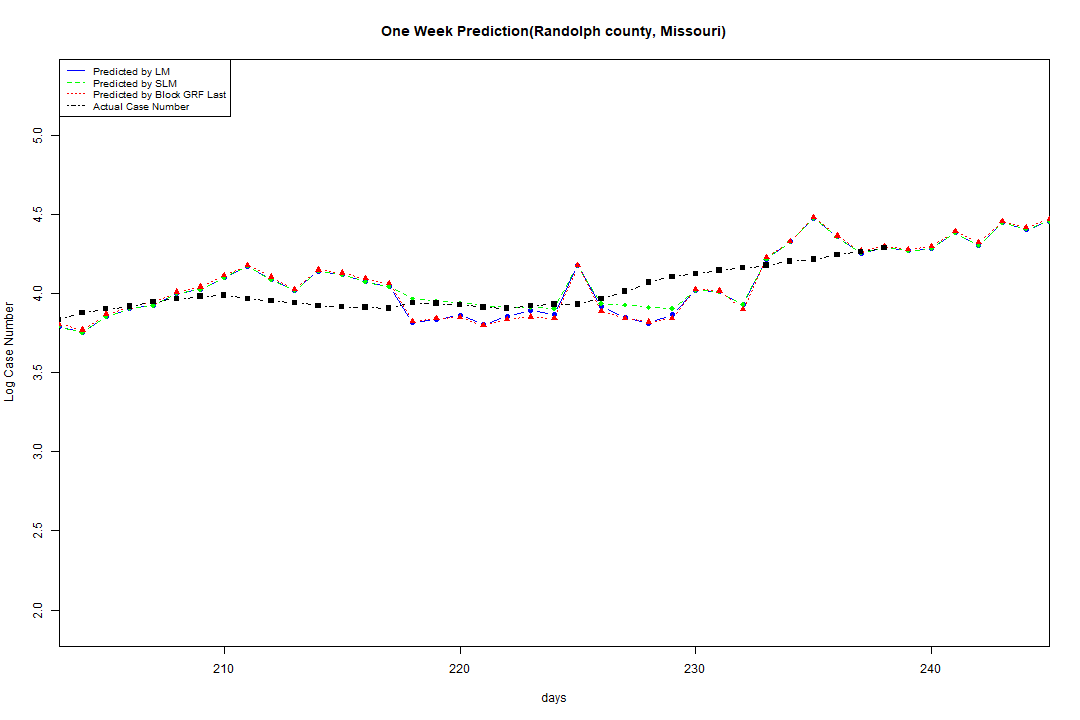 One Week Prediction(Randolph county, Missouri)
Predicted by LM
Predicted by SLM
Predicted by Block GRF Last
Actual Case Number
5.0
4.5
4.0
3.5
3.0
2.5
2.0
Log Case Number
210 220 230 240
days